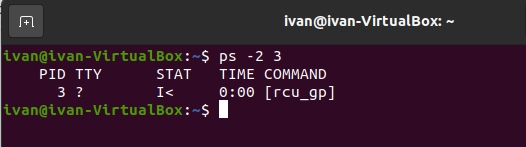 ivan@ivan-VirtualBox: ~
ivan@ivan-VirtualBox:~$ ps -2 3
    PID TTY      STAT   TIME COMMAND
      3 ?        I<     0:00 [rcu_gp]
ivan@ivan-VirtualBox:~$